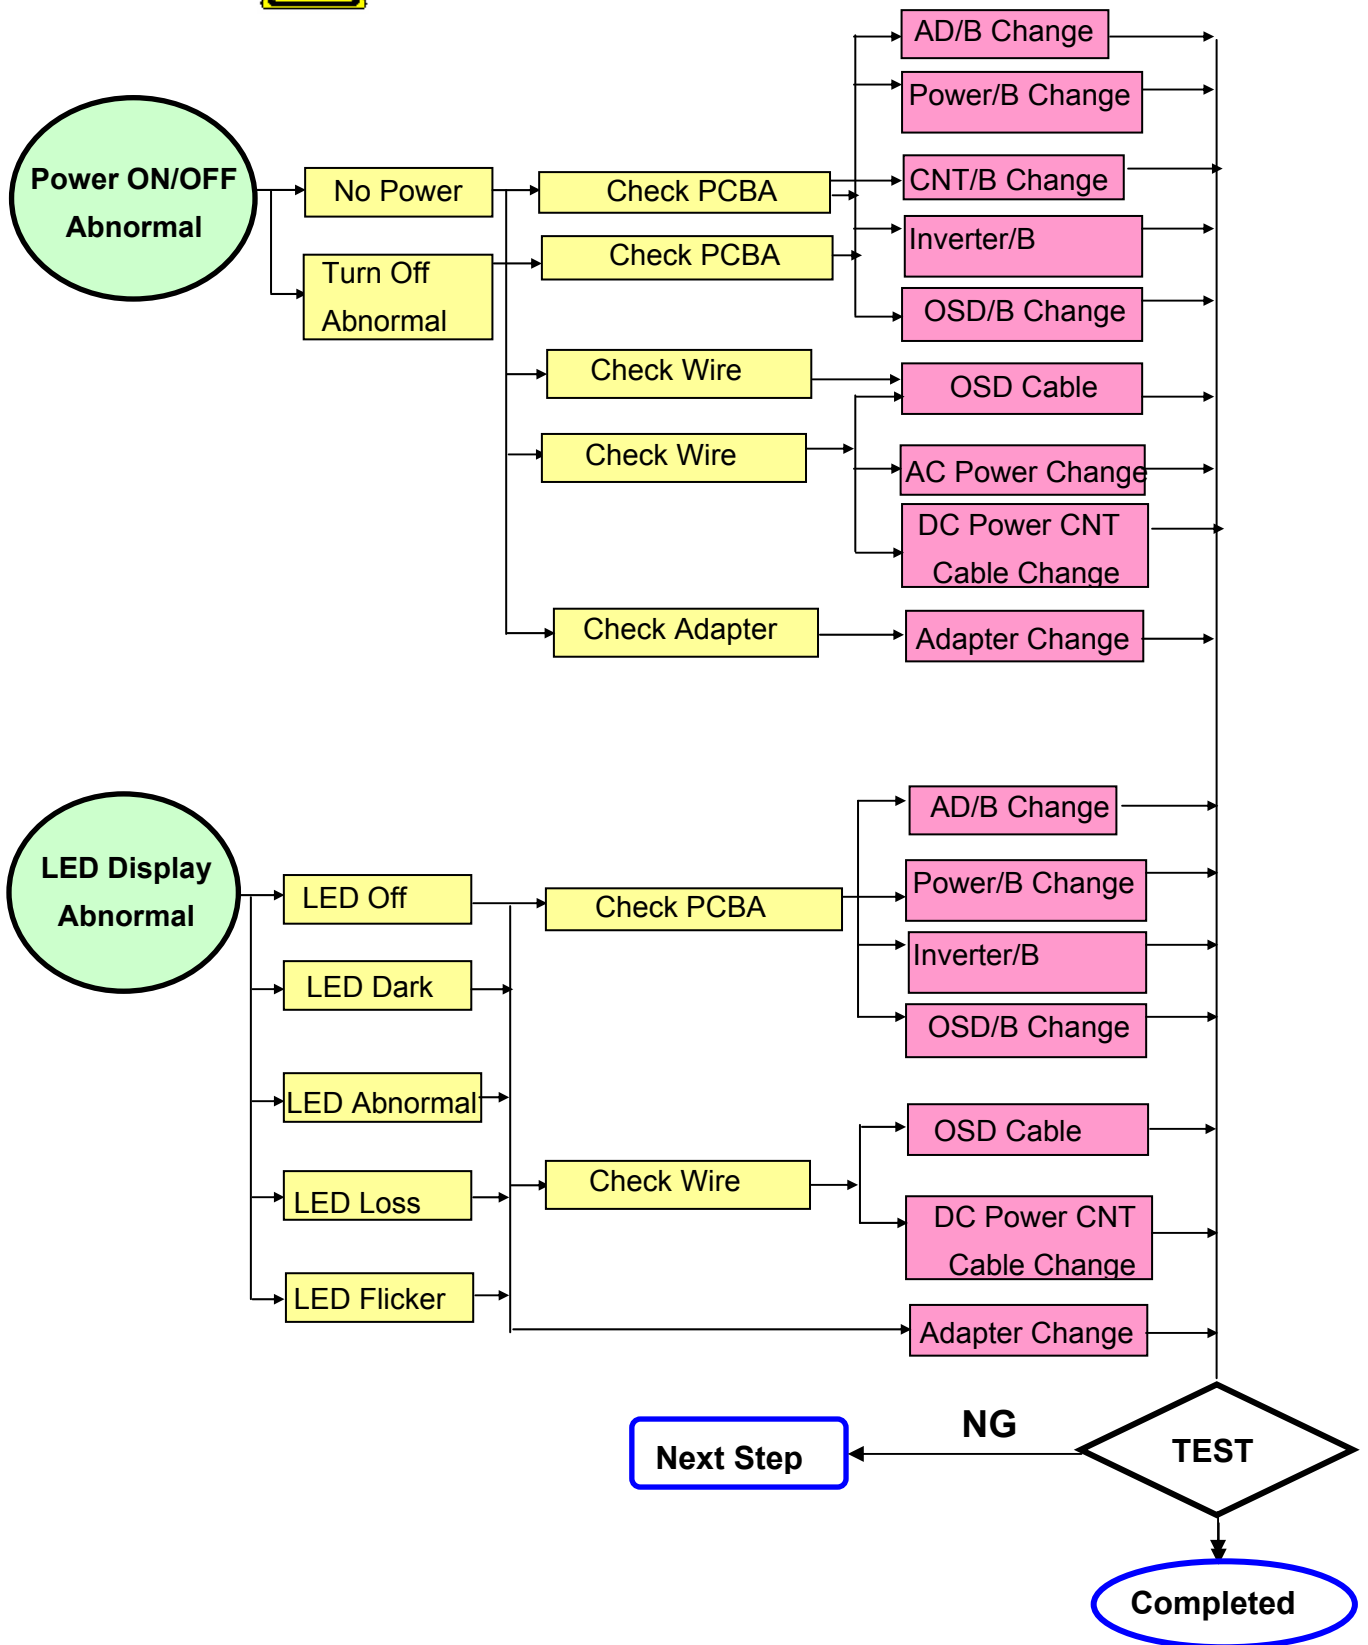 AD/B Change
Power/B Change
Power ON/OFF
Abnormal
No Power
Check PCBA
CNT/B Change
Turn Off
Abnormal
Check PCBA
Inverter/B
OSD/B Change
Check Wire
OSD Cable
Check Wire
AC Power Change
DC Power CNT
Cable Change
Check Adapter
Adapter Change
LED Display
Abnormal
AD/B Change
LED Off
Check PCBA
Power/B Change
LED Dark
Inverter/B
OSD/B Change
LED Abnormal
OSD Cable
LED Loss
Check Wire
DC Power CNT
Cable Change
LED Flicker
Adapter Change
NG
Next Step
TEST
Completed